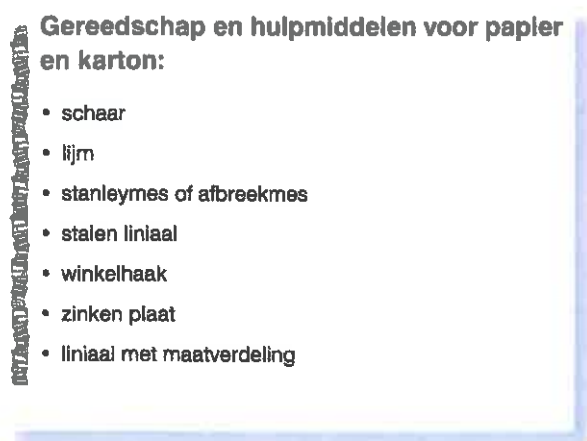 Gereedschap en hulpmiddelen voor papier
en karton:
• schaar
• lijm
• stanleymes of afbreekmes
• stalen liniaal
• winkelhaak
• zinken plaat
• liniaal met maatverdeling